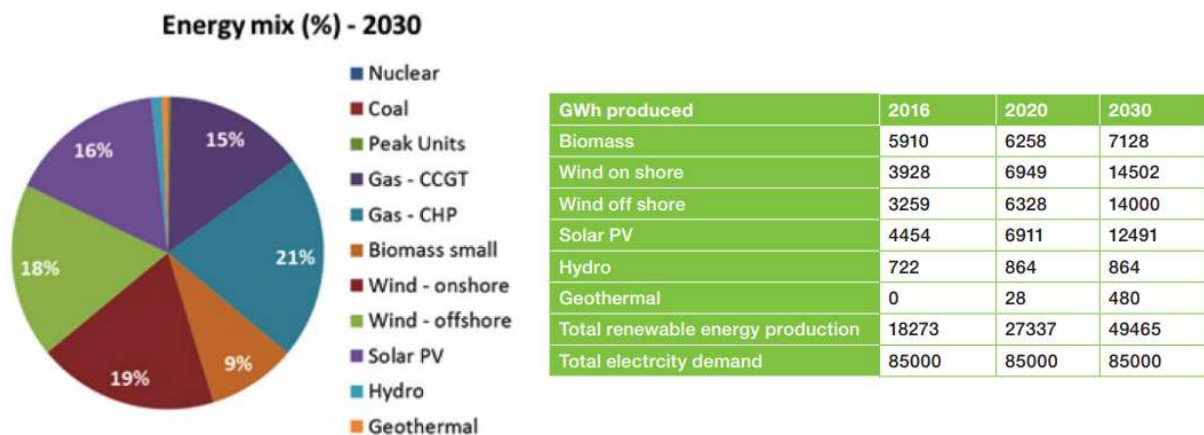 Energy mix (%) - 2030
15%
21%
9%
19%
18%
16%
Nuclear
Coal
Peak Units
Gas - CCGT
Gas - CHP
Biomass small
Wind - onshore
Wind - offshore
Solar PV
Hydro
Geothermal
GWh produced 2016 2020 2030
Biomass 5910 6258 7128
Wind on shore 3928 6949 14502
Wind off shore 3259 6328 14000
Solar PV 4454 6911 12491
Hydro 722 864 864
Geothermal 0 28 480
Total renewable energy production 18273 27337 49465
Total electrcity demand 85000 85000 85000